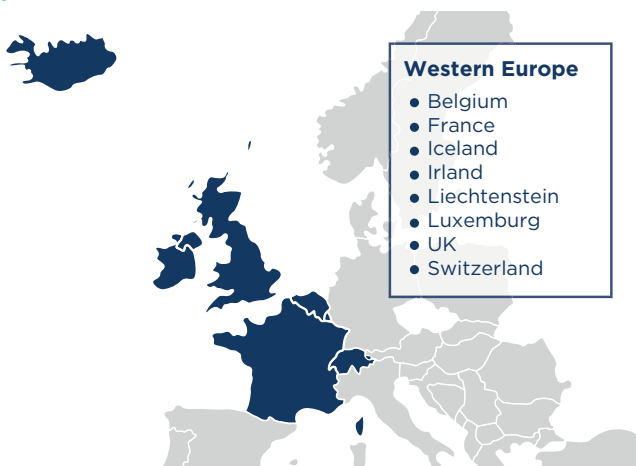 Western Europe
• Belgium
• France
• Iceland
• Irland
• Liechtenstein
• Luxemburg
• UK
• Switzerland